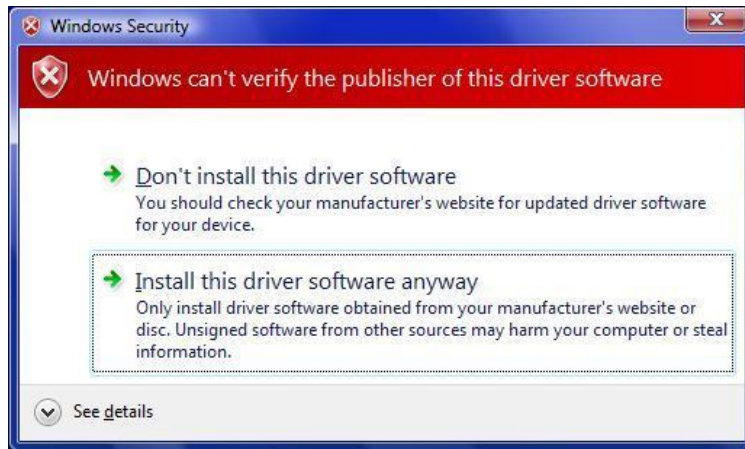 Windows Security
Windows can't verify the publisher of this driver software
Don't install this driver software
You should check your manufacturer's website for updated driver software
for your device.
Install this driver software anyway
Only install driver software obtained from your manufacturer's website or
disc. Unsigned software from other sources may harm your computer or steal
information.
See details